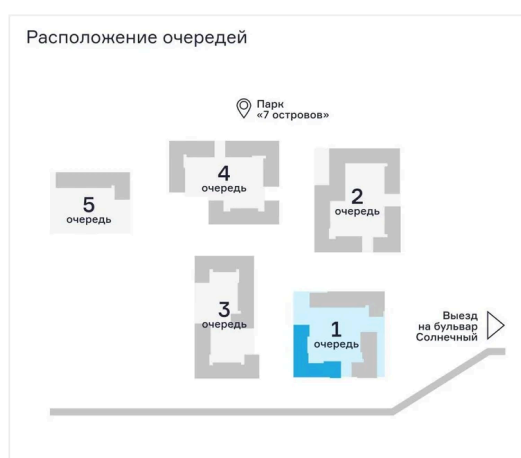 Расположение очередей
Парк
«7 островов»
4
очередь
5
очередь
2
очередь
3
очередь
1
очередь
Выезд
на бульвар
Солнечный